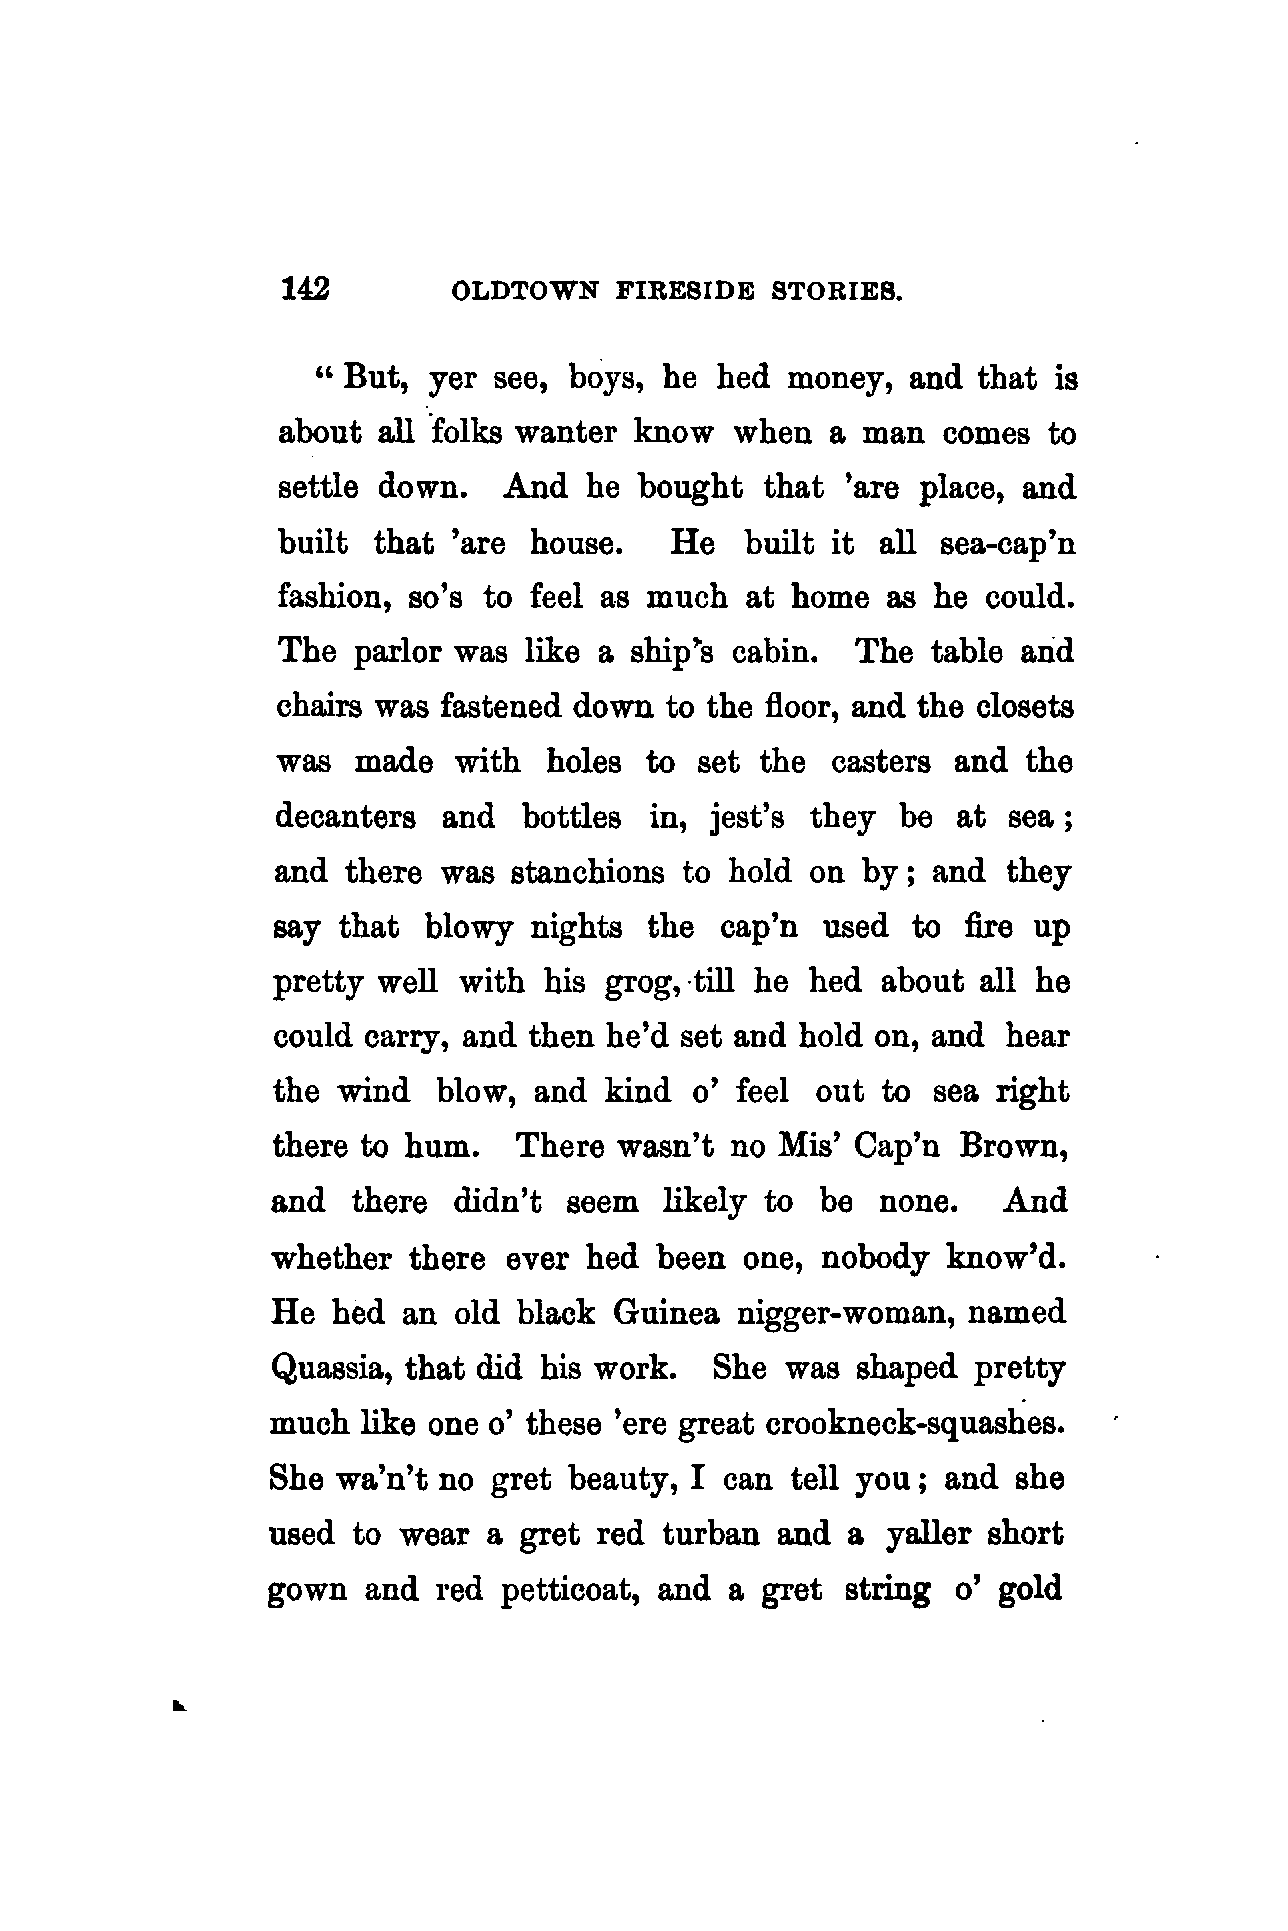 142 OLDTOWN FIRESIDE STORIES.
“ But, yer see, boys, he hed money, and that is
about all folks wanter know when a man comes to
settle down. And he bought that ’are place, and
built that ’are house. He built it all sea-cap’n
fashion, so’s to feel as much at home as he could.
The parlor was like a ship’s cabin. The table and
chairs was fastened down to the floor, and the closets
was made with holes to set the casters and the
decanters and bottles in, jest’s they be at sea ;
and there was stanchions to hold on by ; and they
say that blowy nights the cap’n used to fire up
pretty well with his grog, till he hed about all he
could carry, and then he’d set and hold on, and hear
the wind blow, and kind o’ feel out to sea right
there to hum. There wasn’t no Mis’ Cap’n Brown,
and there didn’t seem likely to be none. And
whether there ever hed been one, nobody know’d.
He hed an old black Guinea nigger-woman, named
Quassia, that did his work. She was shaped pretty
much like one o’ these ’ere great crookneck-squashes.
She wa’n’t no gret beauty, I can tell you ; and she
used to wear a gret red turban and a yaller short
gown and red petticoat, and a gret string o’ gold